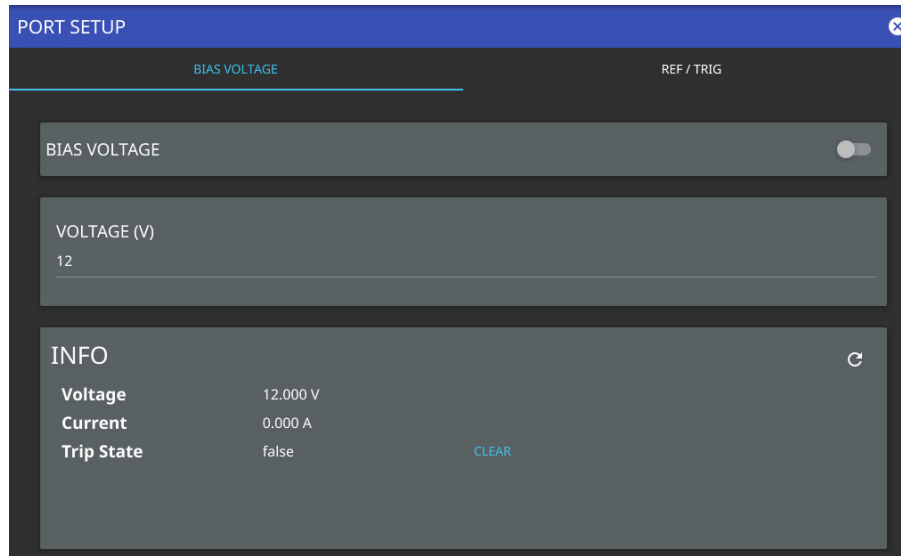 PORT SETUP
BIAS VOLTAGE REF / TRIG
BIAS VOLTAGE
VOLTAGE (V)
12
INFO
Voltage 12.000 V
Current 0.000 A
Trip State false CLEAR